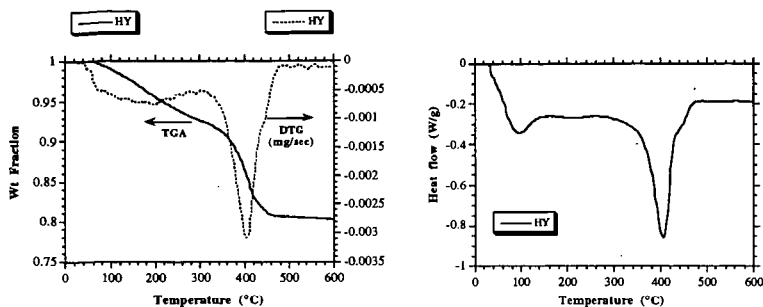 HY
HY
1
0.95
0.9
0.85
0.8
0.75
Wt Fraction
TGA
DTG
(mg/sec)
0
-0.0005
-0.001
-0.0015
-0.002
-0.0025
-0.003
-0.0035
0 100 200 300 400 500 600
Temperature (°C)
0
-0.2
-0.4
-0.6
-0.8
-1
Heat flow (W/g)
HY
0 100 200 300 400 500 600
Temperature (°C)